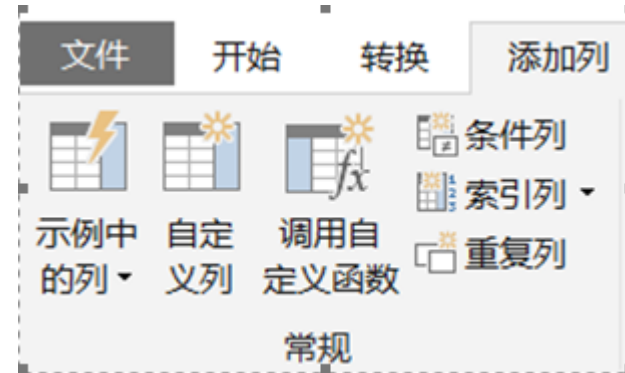 文件 开始 转换 添加列
示例中
的列
自定
义列
调用自
定义函数
条件列
索引列
重复列
常规